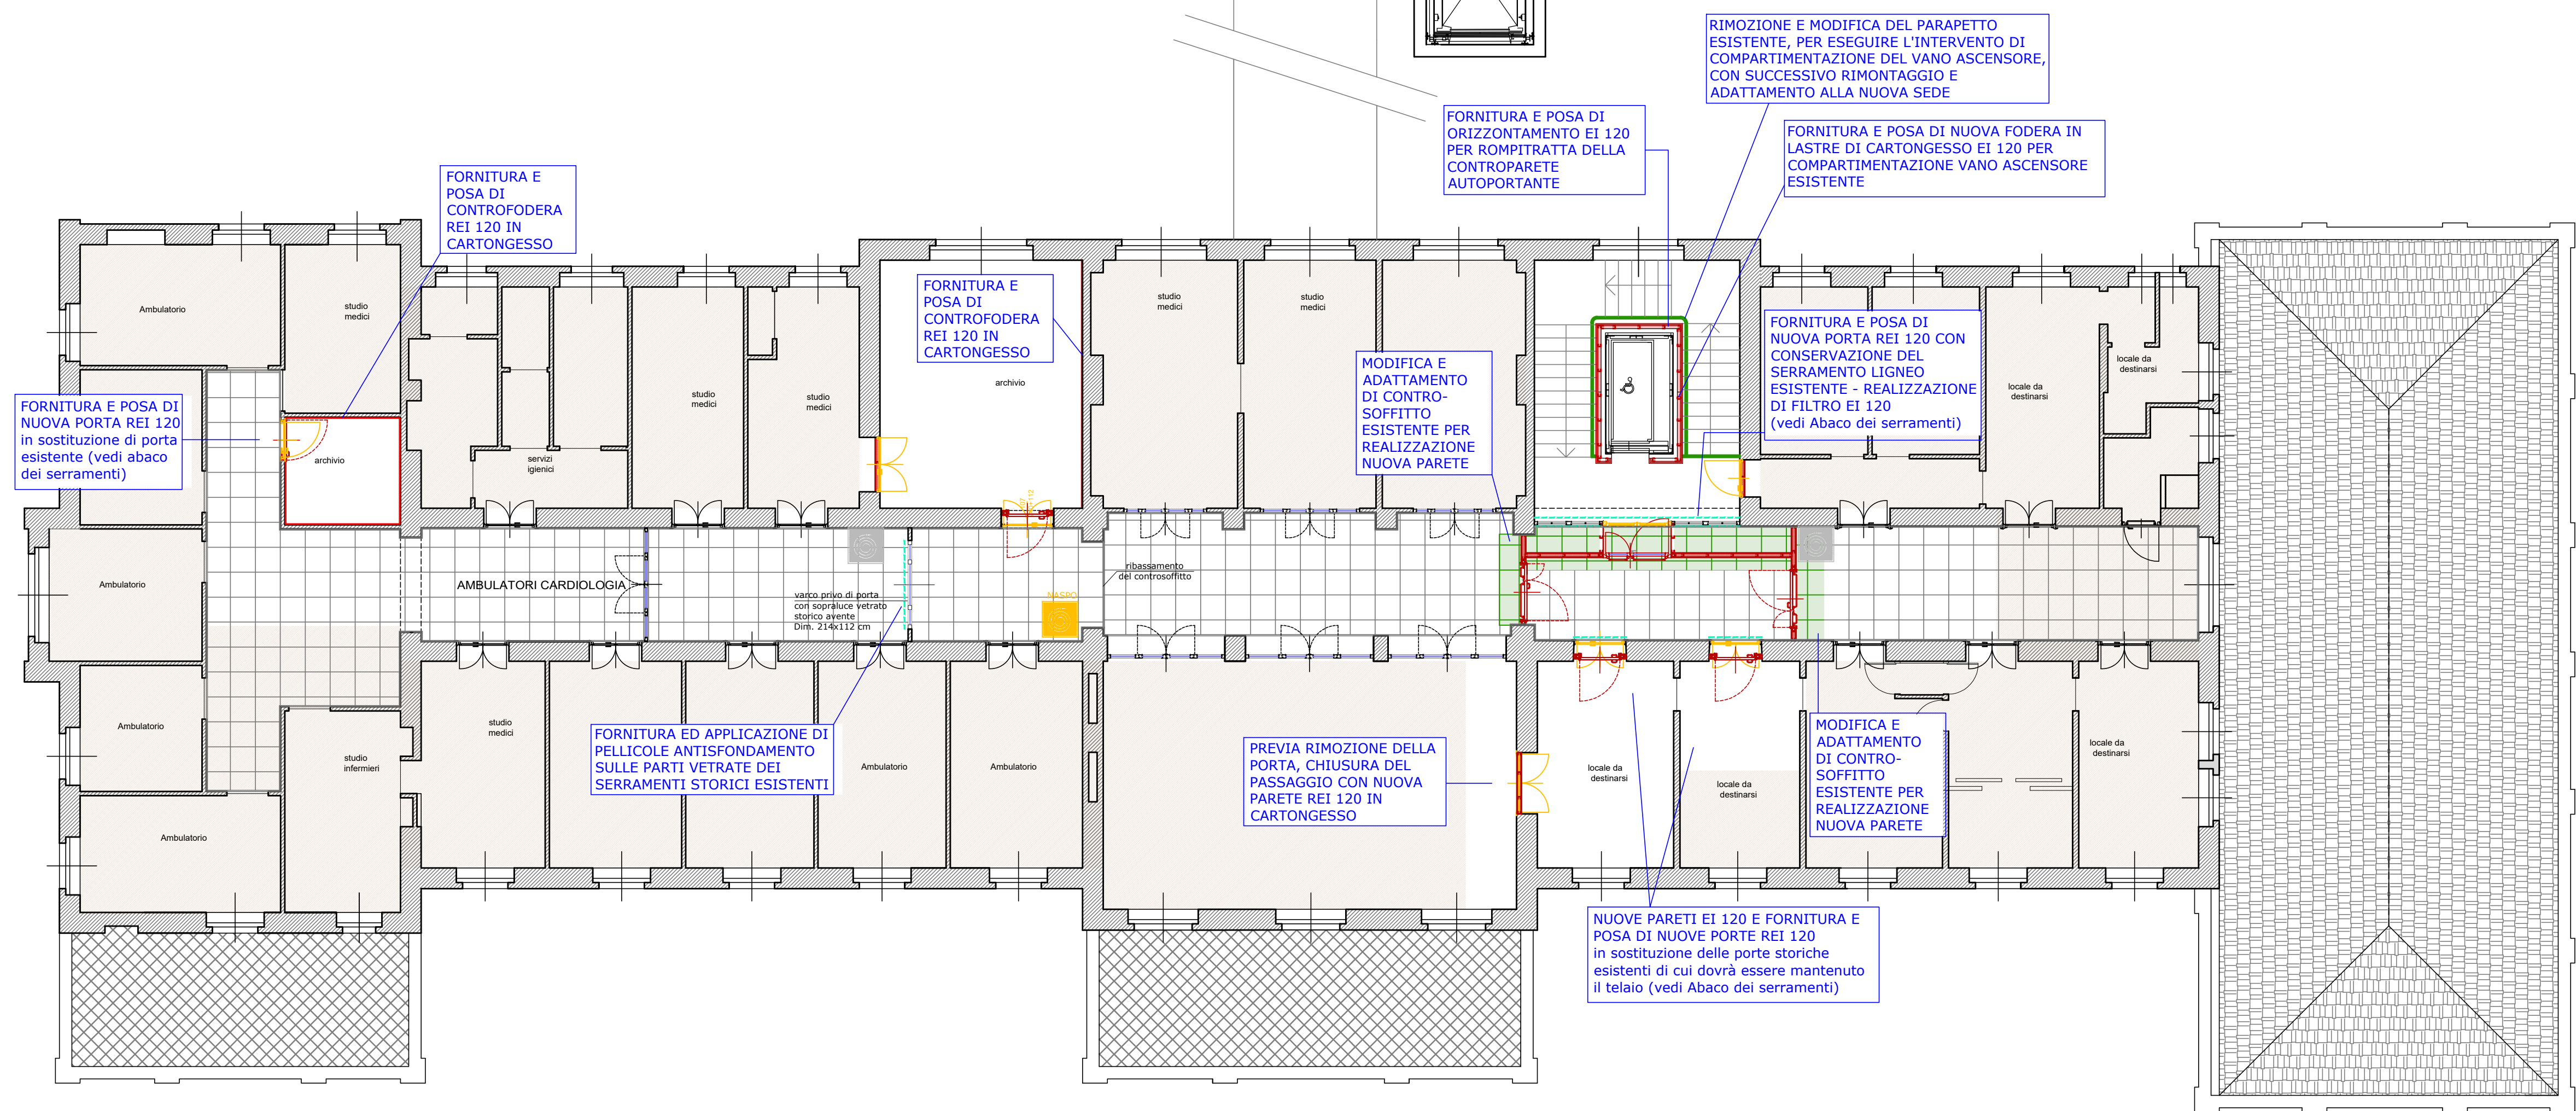 RIMOZIONE E MODIFICA DEL PARAPETTO
ESISTENTE, PER ESEGUIRE L'INTERVENTO DI
COMPARTIMENTAZIONE DEL VANO ASCENSORE,
CON SUCCESSIVO RIMONTAGGIO E
ADATTAMENTO ALLA NUOVA SEDE
FORNITURA E POSA DI
ORIZZONTAMENTO EI 120
PER ROMPITRATTA DELLA
CONTROPARETE
AUTOPORTANTE
FORNITURA E POSA DI NUOVA FODERA IN
LASTRE DI CARTONGESSO EI 120 PER
COMPARTIMENTAZIONE VANO ASCENSORE
ESISTENTE
FORNITURA E
POSA DI
CONTROFODERA
REI 120 IN
CARTONGESSO
FORNITURA E
POSA DI
CONTROFODERA
REI 120 IN
CARTONGESSO
Ambulatorio
studio
medici
studio
medici
studio
medici
archivio
studio
medici
studio
medici
MODIFICA E
ADATTAMENTO
DI CONTRO-
SOFFITTO
ESISTENTE PER
REALIZZAZIONE
NUOVA PARETE
FORNITURA E POSA DI
NUOVA PORTA REI 120 CON
CONSERVAZIONE DEL
SERRAMENTO LIGNEO
ESISTENTE - REALIZZAZIONE
DI FILTRO EI 120
(vedi Abaco dei serramenti)
locale da
destinarsi
locale da
destinarsi
FORNITURA E POSA DI
NUOVA PORTA REI 120
in sostituzione di porta
esistente (vedi abaco
dei serramenti)
archivio
servizi
igienici
Ambulatorio
AMBULATORI CARDIOLOGIA
varco privo di porta
con sopraluce vetrato
storico avente
Dim. 214x112 cm
NASPO
ribassamento
del controsoffitto
Ambulatorio
studio
medici
studio
infermieri
Ambulatorio
FORNITURA ED APPLICAZIONE DI
PELLICOLE ANTISFONDAMENTO
SULLE PARTI VETRATE DEI
SERRAMENTI STORICI ESISTENTI
Ambulatorio
Ambulatorio
PREVIA RIMOZIONE DELLA
PORTA, CHIUSURA DEL
PASSAGGIO CON NUOVA
PARETE REI 120 IN
CARTONGESSO
locale da
destinarsi
locale da
destinarsi
MODIFICA E
ADATTAMENTO
DI CONTRO-
SOFFITTO
ESISTENTE PER
REALIZZAZIONE
NUOVA PARETE
locale da
destinarsi
NUOVE PARETI EI 120 E FORNITURA E
POSA DI NUOVE PORTE REI 120
in sostituzione delle porte storiche
esistenti di cui dovrà essere mantenuto
il telaio (vedi Abaco dei serramenti)